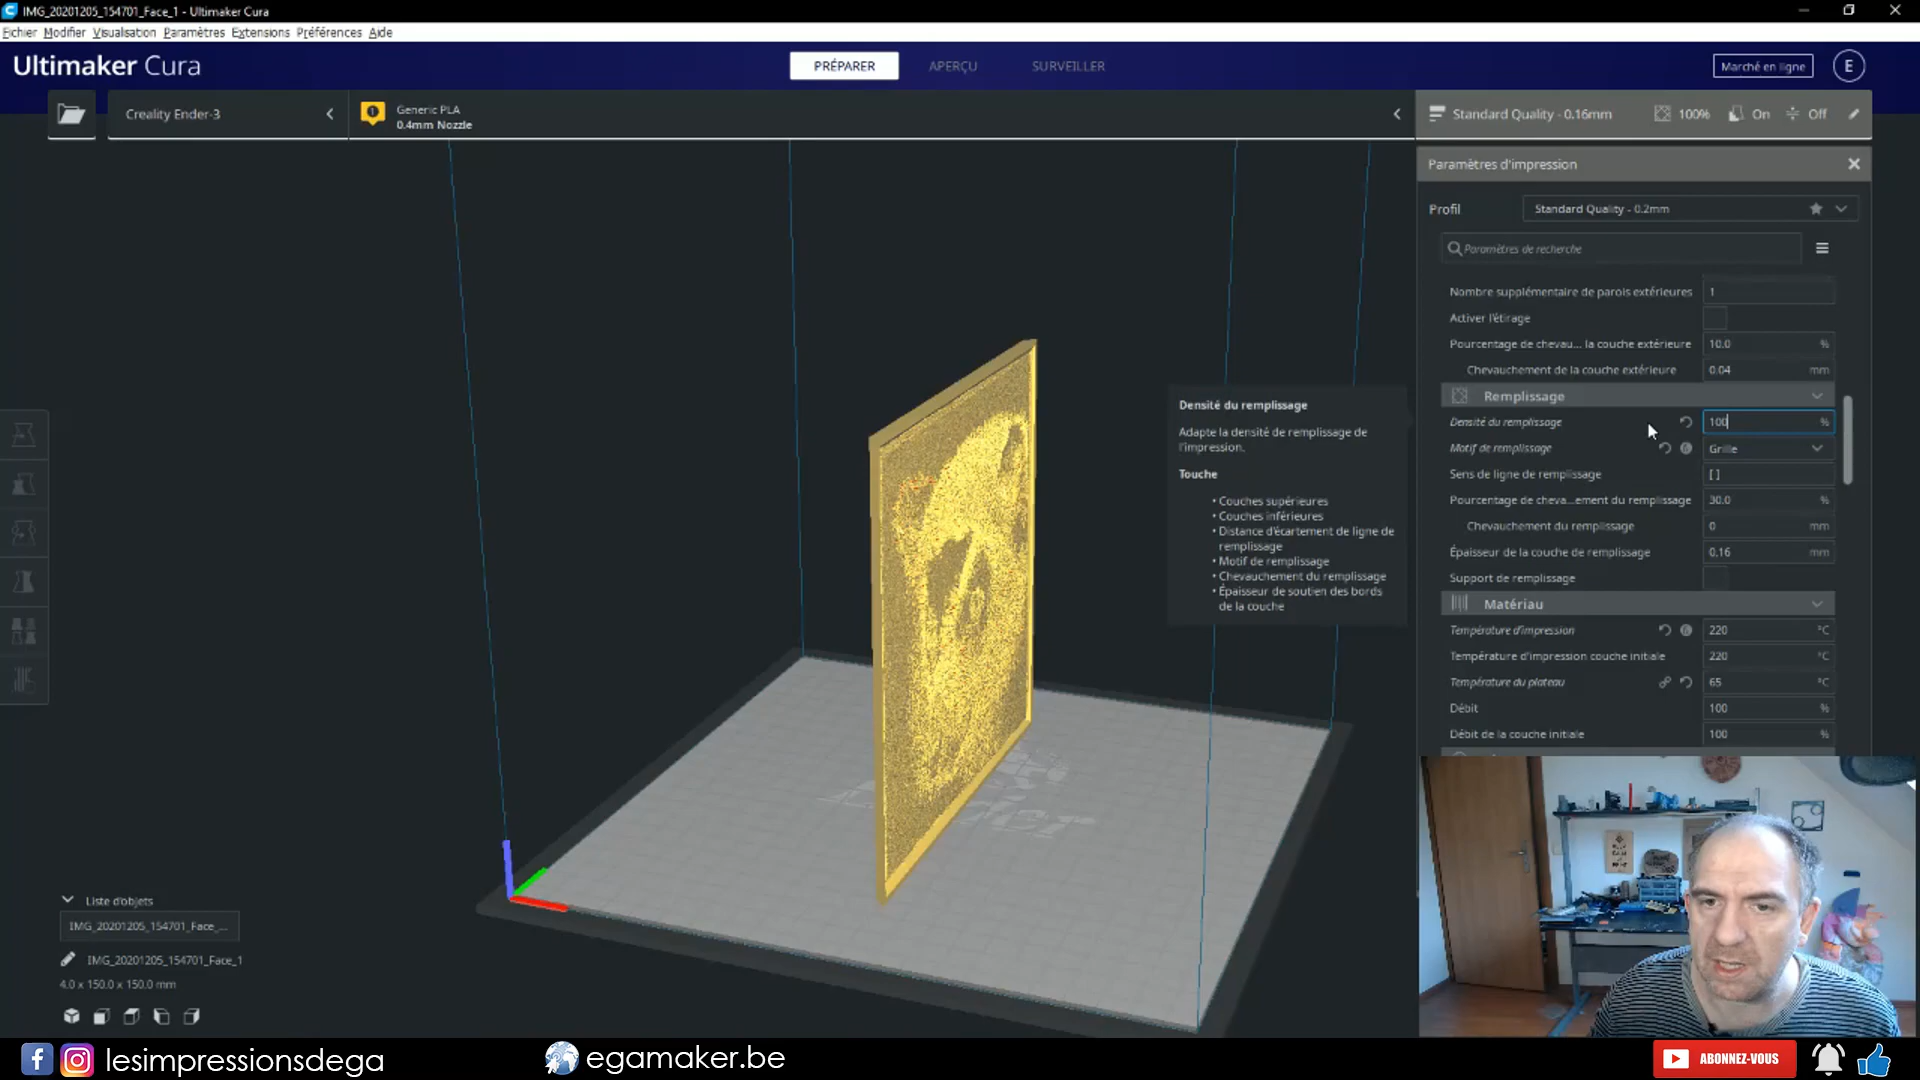 IMG_20201205_154701_Face_1 - Ultimaker Cura
Fichier Modifier Visualisation Paramètres Extensions Préférences Aide
Ultimaker Cura
PRÉPARER
APERÇU
SURVEILLER
Marché en ligne
E
Creality Ender-3
1
Generic PLA
0.4mm Nozzle
Standard Quality - 0.16mm
100%
On
Off
Paramètres d'impression
Profil
Standard Quality - 0.2mm
Paramètres de recherche
Nombre supplémentaire de parois extérieures
1
Activer l'étirage
Pourcentage de chevau... la couche extérieure
10.0 %
Chevauchement de la couche extérieure
0.04 mm
Remplissage
Densité du remplissage
100 %
Motif de remplissage
Grille
Sens de ligne de remplissage
[ ]
Pourcentage de cheva...ement du remplissage
30.0 %
Chevauchement du remplissage
0 mm
Épaisseur de la couche de remplissage
0.16 mm
Support de remplissage
Matériau
Température d'impression
220 °C
Température d'impression couche initiale
220 °C
Température du plateau
65 °C
Débit
100 %
Débit de la couche initiale
100 %
Densité du remplissage
Adapte la densité de remplissage de
l'impression.
Touche
• Couches supérieures
• Couches inférieures
• Distance d'écartement de ligne de
remplissage
• Motif de remplissage
• Chevauchement du remplissage
• Épaisseur de soutien des bords
de la couche
Liste d'objets
IMG_20201205_154701_Face_...
IMG_20201205_154701_Face_1
4.0 x 150.0 x 150.0 mm
lesimpressionsdega
egamaker.be
ABONNEZ-VOUS